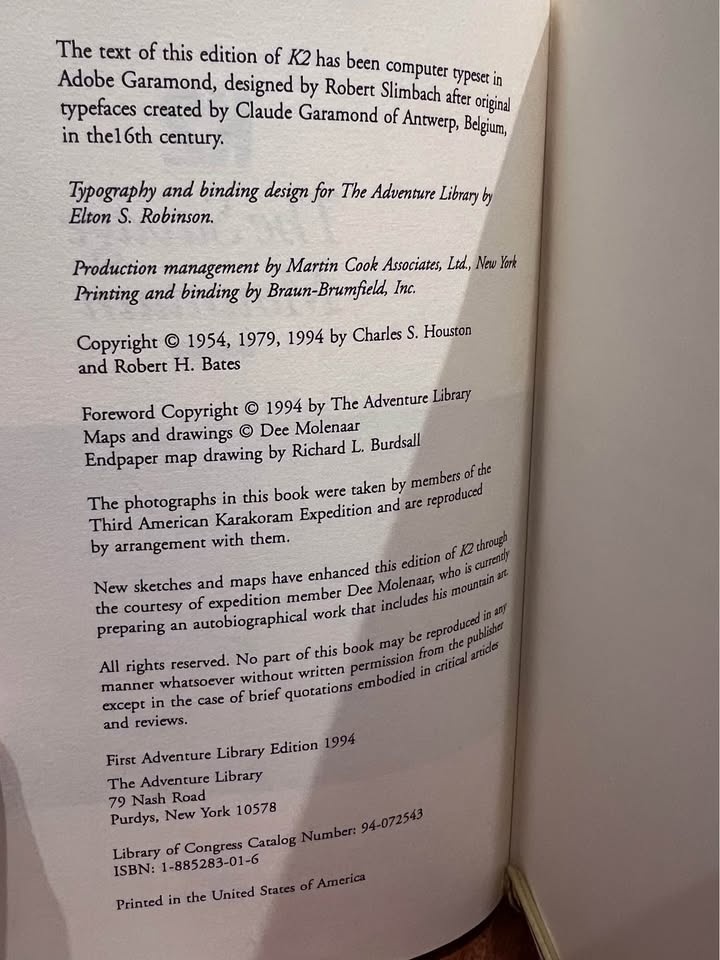 The text of this edition of K2 has been computer typeset in
Adobe Garamond, designed by Robert Slimbach after original
typefaces created by Claude Garamond of Antwerp, Belgium,
in the16th century.
Typography and binding design for The Adventure Library by
Elton S. Robinson.
Production management by Martin Cook Associates, Ltd., New York
Printing and binding by Braun-Brumfield, Inc.
Copyright © 1954, 1979, 1994 by Charles S. Houston
and Robert H. Bates
Foreword Copyright © 1994 by The Adventure Library
Maps and drawings © Dee Molenaar
Endpaper map drawing by Richard L. Burdsall
The photographs in this book were taken by members of the
Third American Karakoram Expedition and are reproduced
by arrangement with them.
New sketches and maps have enhanced this edition of K2 through
the courtesy of expedition member Dee Molenaar, who is currently
preparing an autobiographical work that includes his mountain art.
All rights reserved. No part of this book may be reproduced in any
manner whatsoever without written permission from the publisher
except in the case of brief quotations embodied in critical articles
and reviews.
First Adventure Library Edition 1994
The Adventure Library
79 Nash Road
Purdys, New York 10578
Library of Congress Catalog Number: 94-072543
ISBN: 1-885283-01-6
Printed in the United States of America